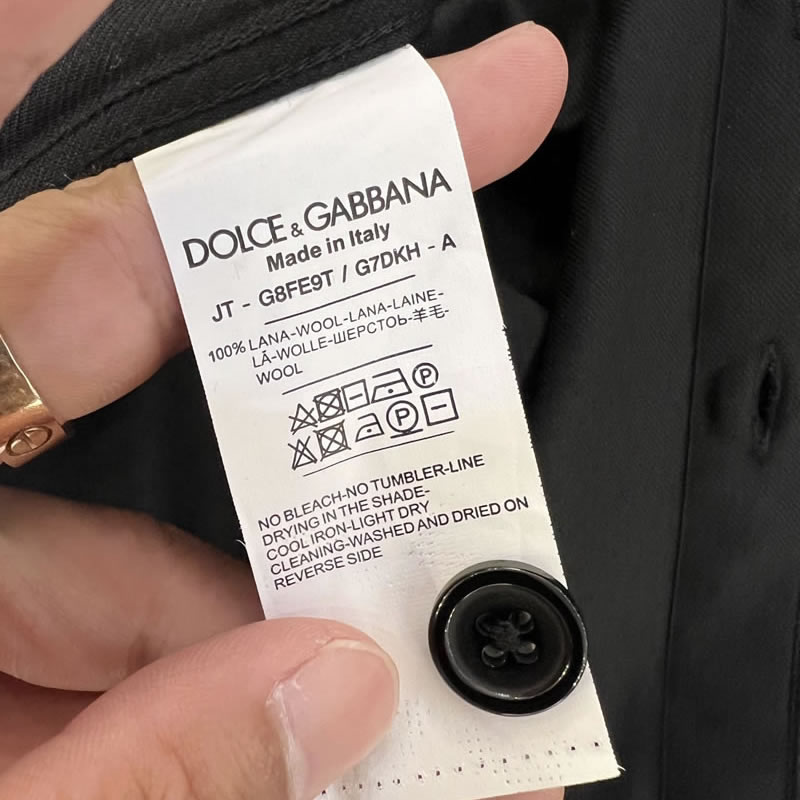 DOLCE & GABBANA
Made in Italy
JT - G8FE9T / G7DKH - A
100% LANA-WOOL-LANA-LAINE-
LÃ-WOLLE-ШЕРСТОЬ-羊毛-
WOOL
P
P
NO BLEACH-NO TUMBLER-LINE
DRYING IN THE SHADE-
COOL IRON-LIGHT DRY
CLEANING-WASHED AND DRIED ON
REVERSE SIDE